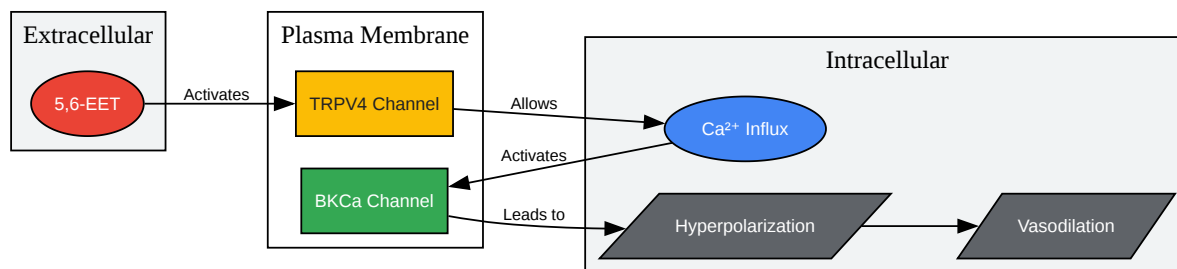 Extracellular
Plasma Membrane
Intracellular
5,6-EET
Activates
TRPV4 Channel
Allows
Ca²⁺ Influx
Activates
BKCa Channel
Leads to
Hyperpolarization
Vasodilation